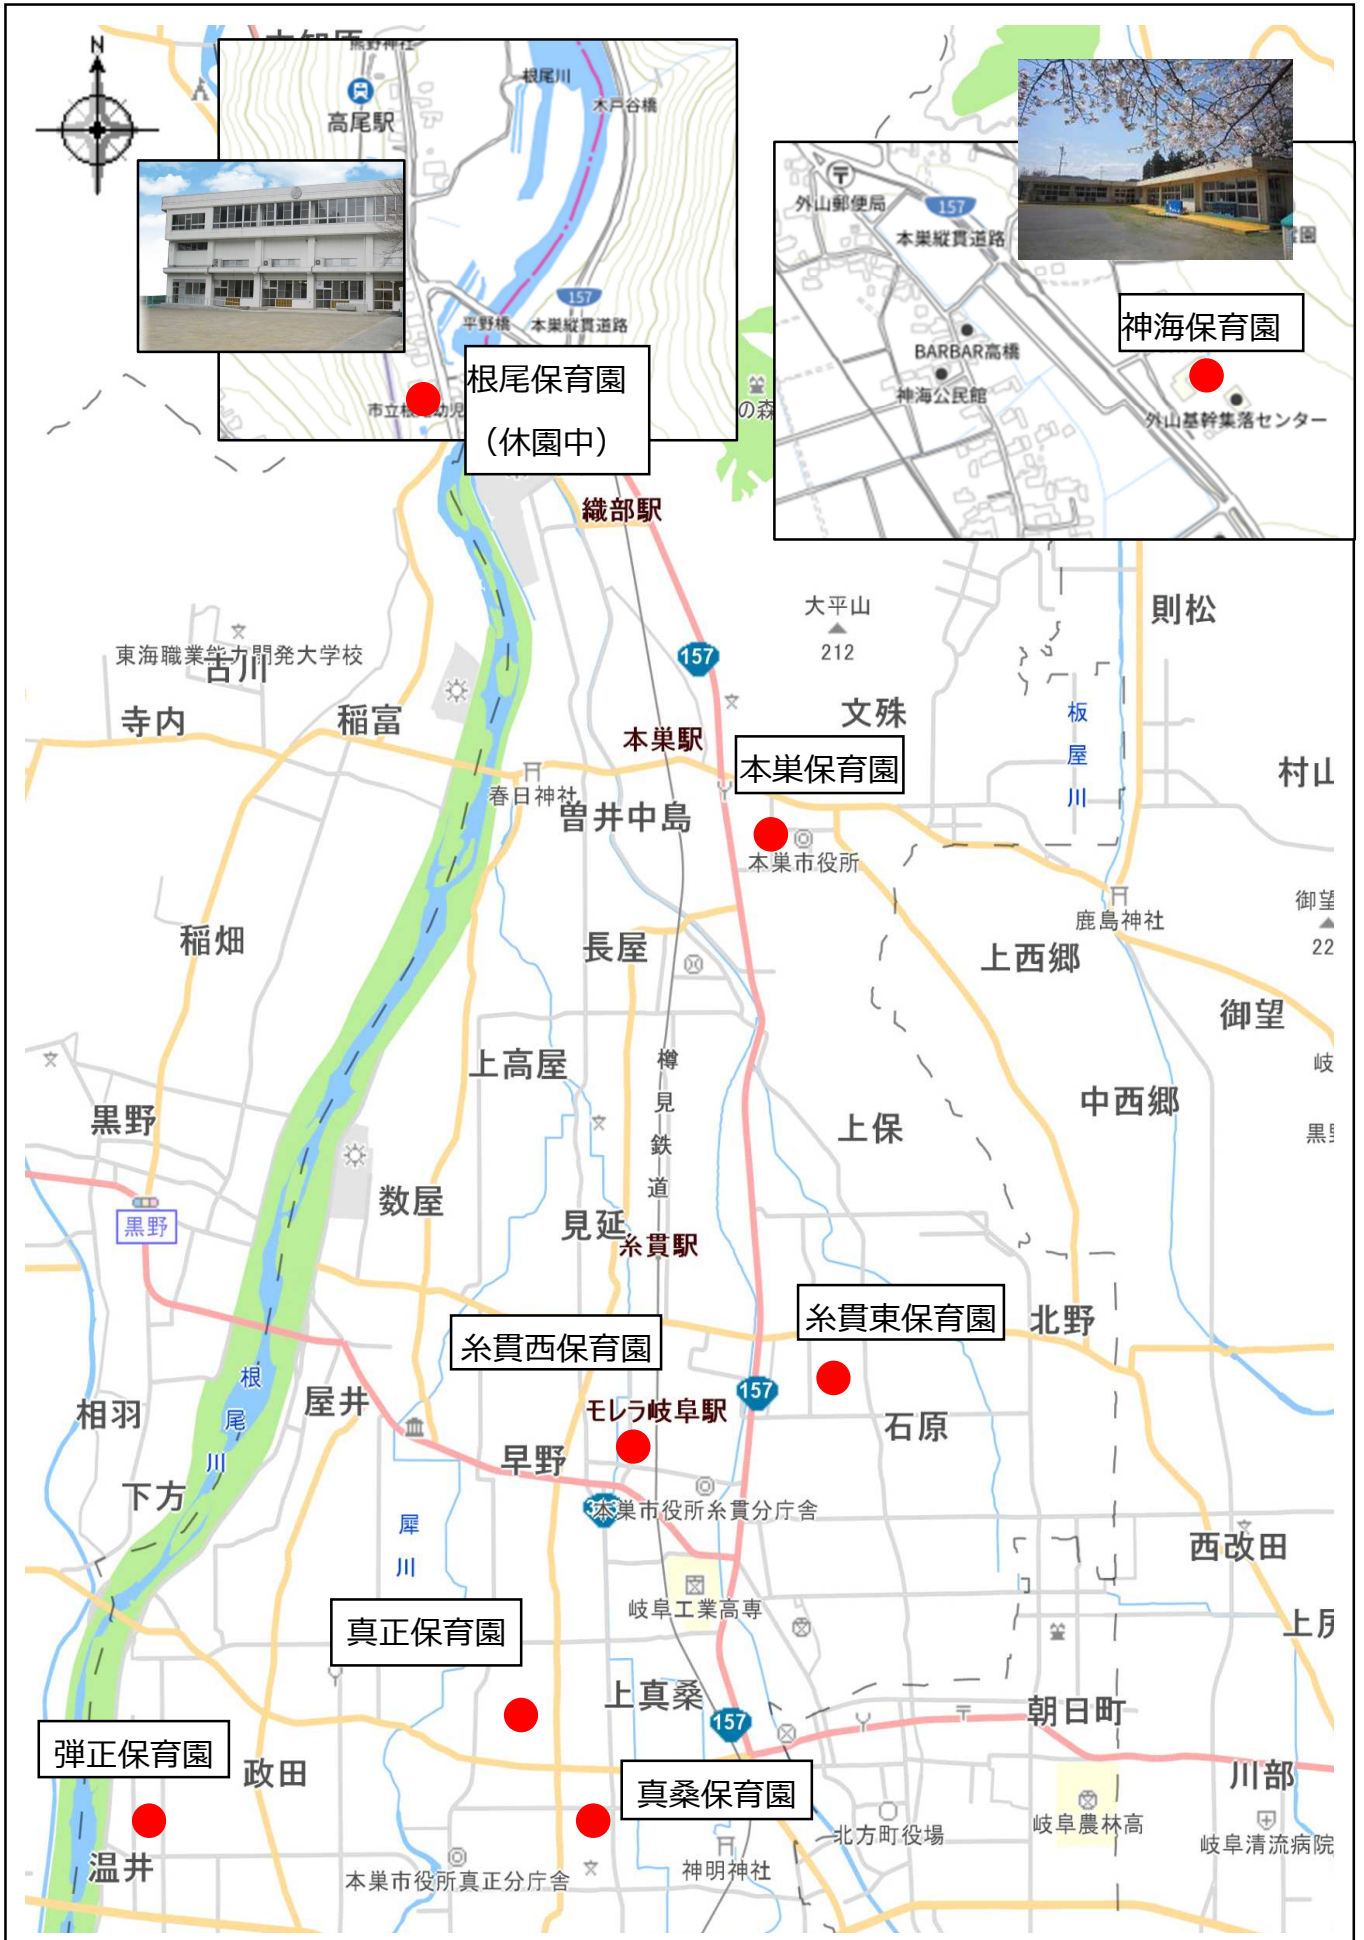 N
熊野神社
根尾川
木戸谷橋
高尾駅
157
平野橋
本巣縦貫道路
根尾保育園
（休園中）
外山郵便局
157
本巣縦貫道路
神海保育園
BARBAR高橋
神海公民館
外山基幹集落センター
の森
織部駅
大平山
212
則松
東海職業能力開発大学校
古川
157
寺内
稲富
文殊
板屋川
本巣駅
本巣保育園
村山
春日神社
曽井中島
本巣市役所
鹿島神社
御望
22
稲畑
長屋
上西郷
御望
上高屋
樽見鉄道
岐
黒野
上保
中西郷
黒野
数屋
見延
糸貫駅
糸貫東保育園
北野
糸貫西保育園
根尾川
屋井
157
相羽
モレラ岐阜駅
石原
早野
下方
本巣市役所糸貫分庁舎
犀川
西改田
岐阜工業高専
真正保育園
上真桑
157
朝日町
弾正保育園
政田
真桑保育園
川部
北方町役場
岐阜農林高
岐阜清流病院
温井
本巣市役所真正分庁舎
神明神社